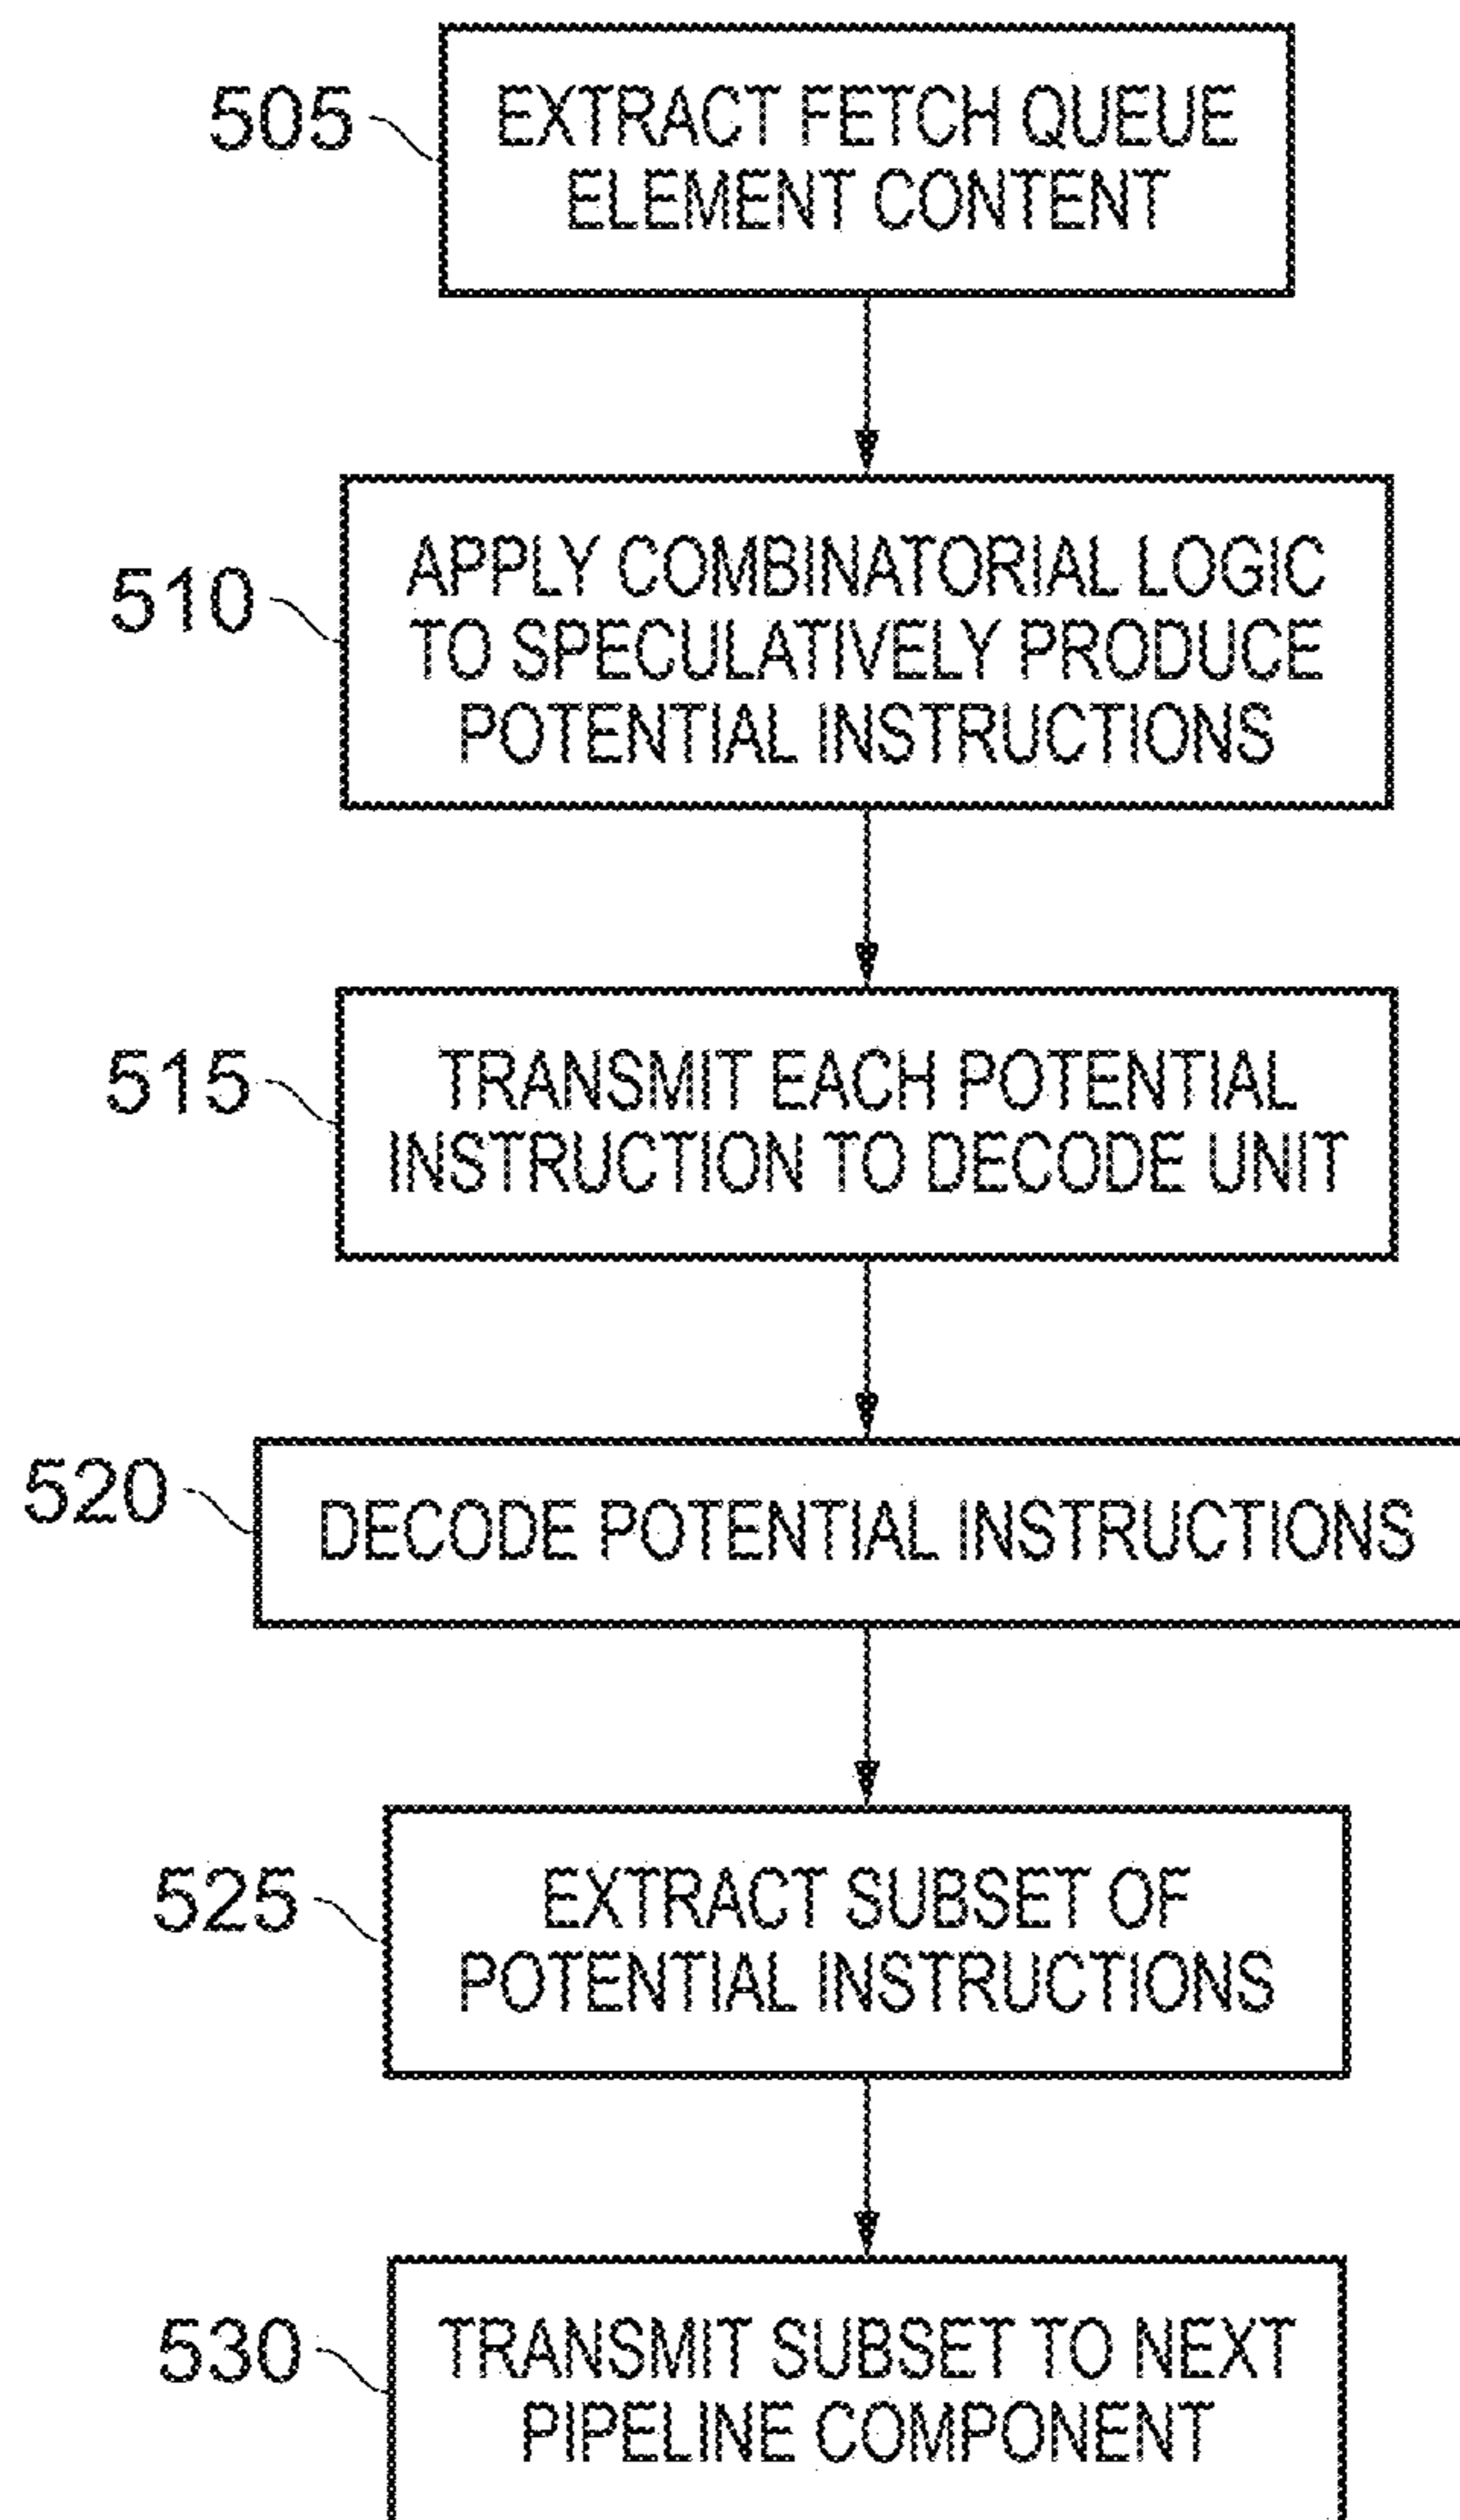 505
EXTRACT FETCH QUEUE
ELEMENT CONTENT
510
APPLY COMBINATORIAL LOGIC
TO SPECULATIVELY PRODUCE
POTENTIAL INSTRUCTIONS
515
TRANSMIT EACH POTENTIAL
INSTRUCTION TO DECODE UNIT
520
DECODE POTENTIAL INSTRUCTIONS
525
EXTRACT SUBSET OF
POTENTIAL INSTRUCTIONS
530
TRANSMIT SUBSET TO NEXT
PIPELINE COMPONENT